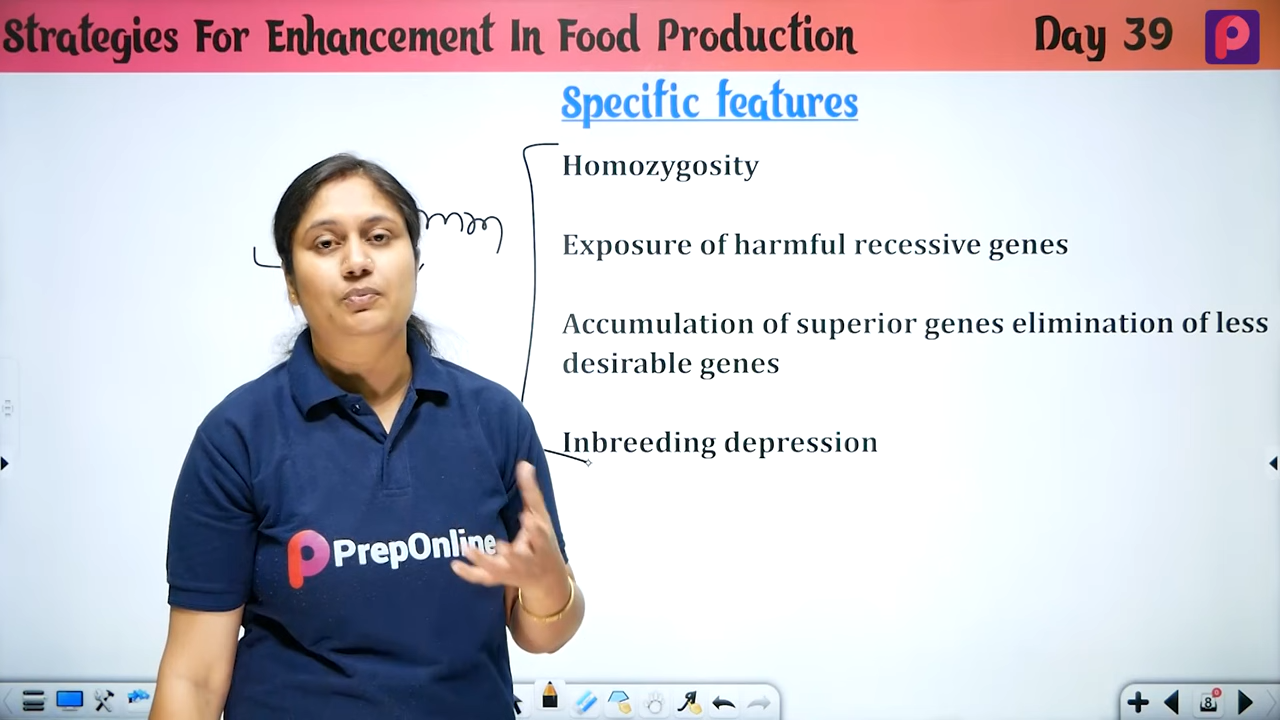 Strategies For Enhancement In Food Production
Day 39
Specific features
Homozygosity
Exposure of harmful recessive genes
Accumulation of superior genes elimination of less
desirable genes
Inbreeding depression
PrepOnline
8